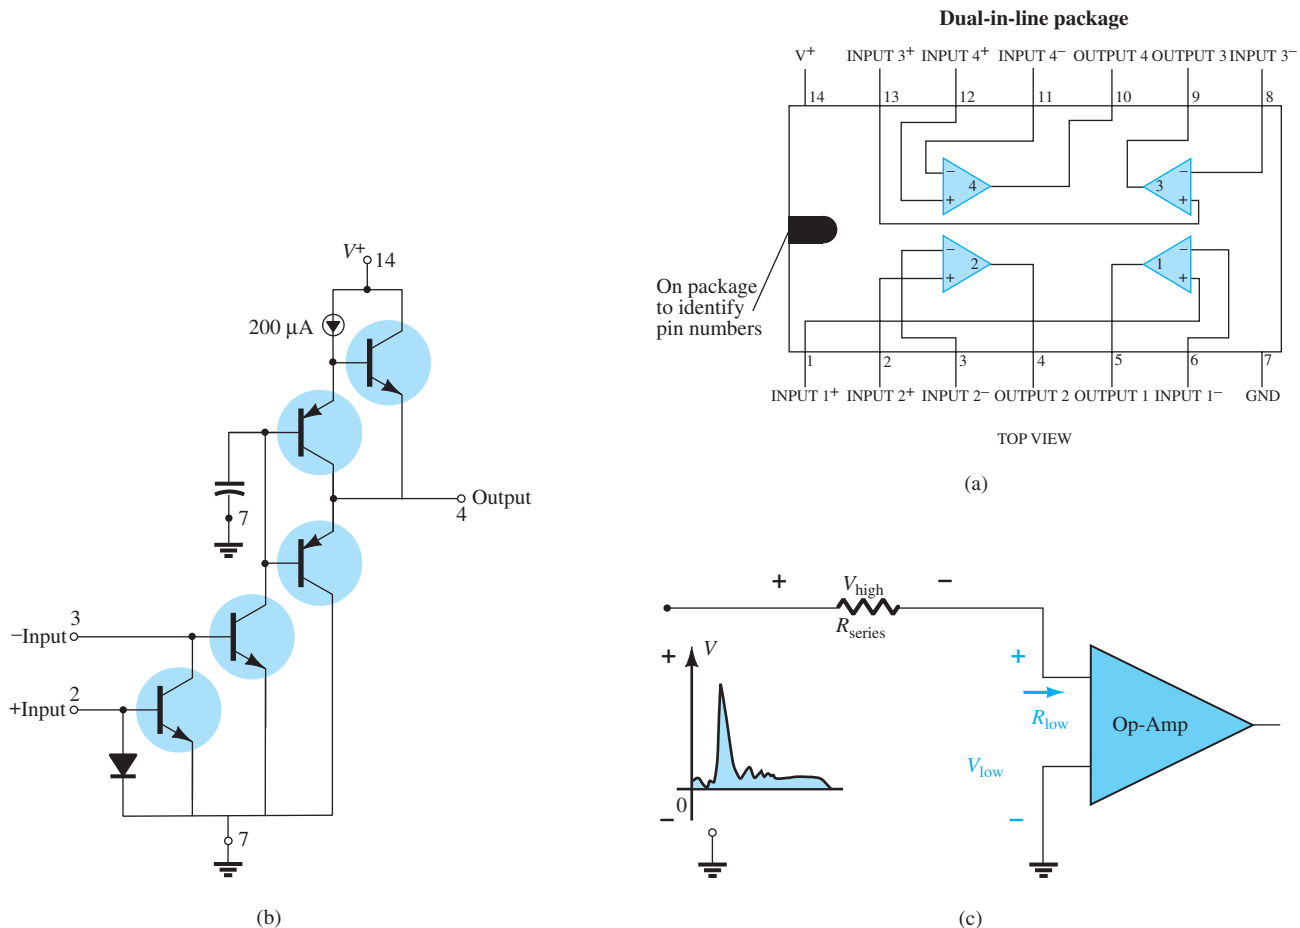 Dual-in-line package
V+ INPUT 3+ INPUT 4+ INPUT 4− OUTPUT 4 OUTPUT 3 INPUT 3−
14 13 12 11 10 9 8
− + 4
− + 3
− + 2
− + 1
On package
to identify
pin numbers
1 2 3 4 5 6 7
INPUT 1+ INPUT 2+ INPUT 2− OUTPUT 2 OUTPUT 1 INPUT 1− GND
TOP VIEW
(a)
V+
14
200 μA
7
Output
4
3
−Input
2
+Input
7
(b)
+ Vhigh −
Rseries
+ V
0
−
+
Rlow
Vlow
−
Op-Amp
(c)